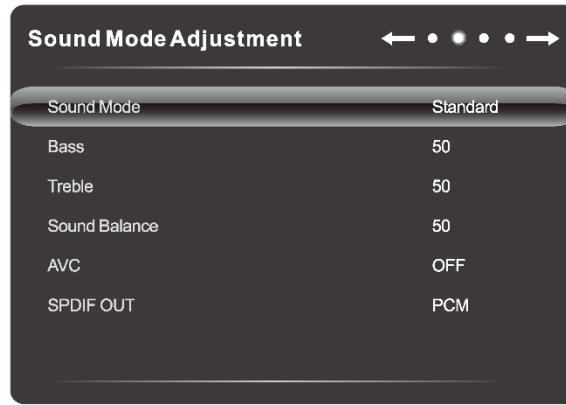 Sound Mode Adjustment
Sound Mode Standard
Bass 50
Treble 50
Sound Balance 50
AVC OFF
SPDIF OUT PCM